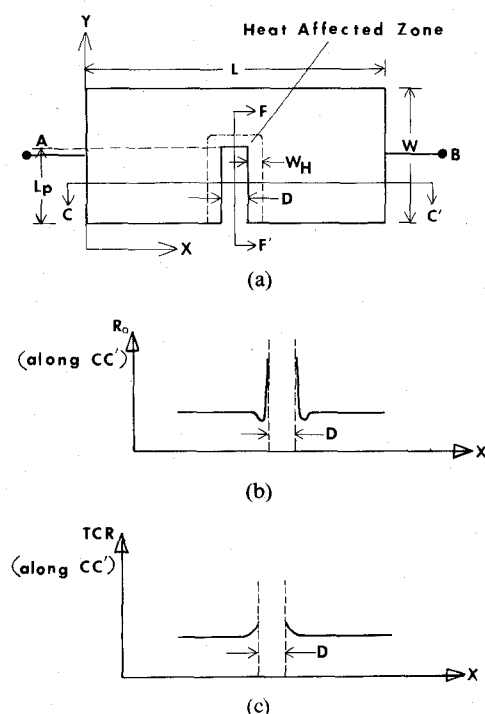 Y
Heat Affected Zone
L
F
A
W
B
Lp
WH
C
D
C'
F'
X
(a)
R□
(along CC')
D
X
(b)
TCR
(along CC')
D
X
(c)